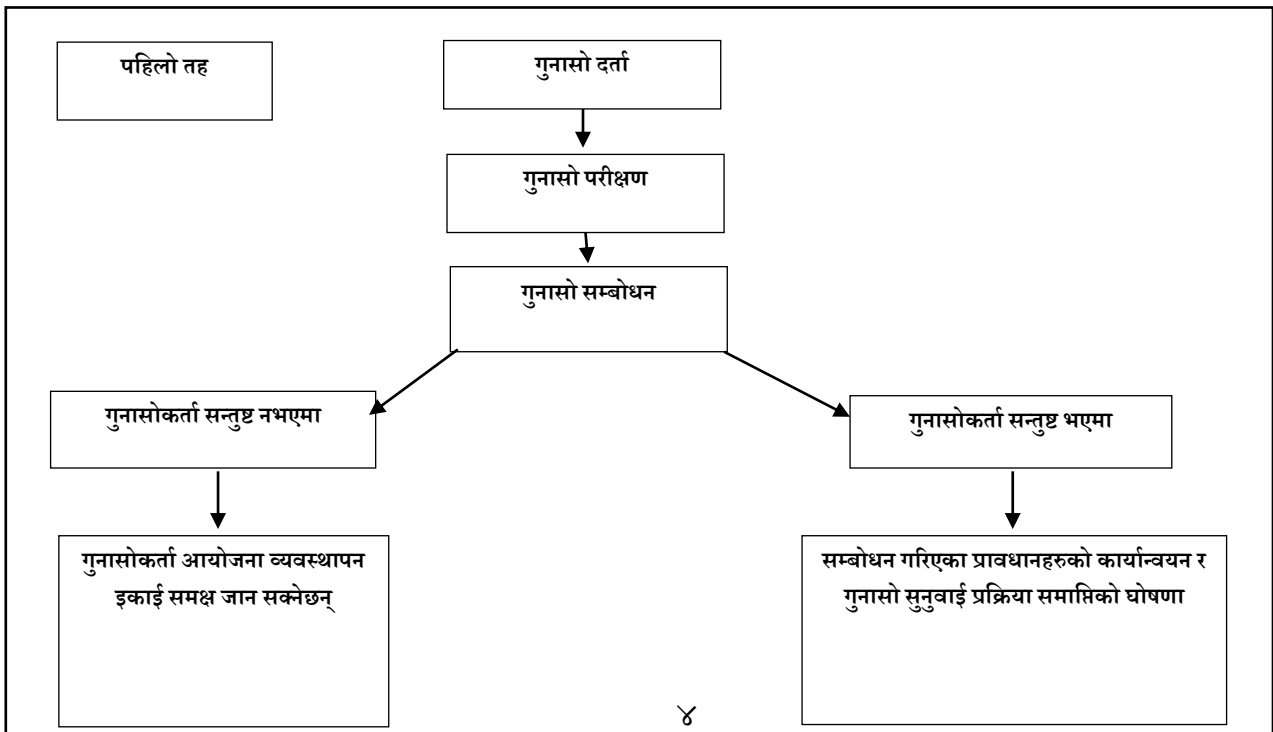 पहिलो तह
गुनासो दर्ता
गुनासो परीक्षण
गुनासो सम्बोधन
गुनासोकर्ता सन्तुष्ट नभएमा
गुनासोकर्ता सन्तुष्ट भएमा
गुनासोकर्ता आयोजना व्यवस्थापन
इकाई समक्ष जान सक्नेछन्
सम्बोधन गरिएका प्रावधानहरुको कार्यान्वयन र
गुनासो सुनुवाई प्रक्रिया समाप्तिको घोषणा
४